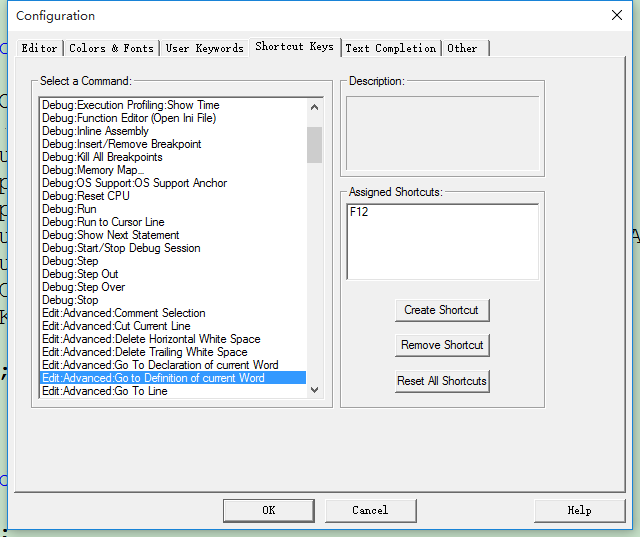 Configuration
Editor
Colors & Fonts
User Keywords
Shortcut Keys
Text Completion
Other
Select a Command:
Debug:Execution Profiling:Show Time
Debug:Function Editor (Open Ini File)
Debug:Inline Assembly
Debug:Insert/Remove Breakpoint
Debug:Kill All Breakpoints
Debug:Memory Map...
Debug:OS Support:OS Support Anchor
Debug:Reset CPU
Debug:Run
Debug:Run to Cursor Line
Debug:Show Next Statement
Debug:Start/Stop Debug Session
Debug:Step
Debug:Step Out
Debug:Step Over
Debug:Stop
Edit:Advanced:Comment Selection
Edit:Advanced:Cut Current Line
Edit:Advanced:Delete Horizontal White Space
Edit:Advanced:Delete Trailing White Space
Edit:Advanced:Go To Declaration of current Word
Edit:Advanced:Go to Definition of current Word
Edit:Advanced:Go To Line
Description:
Assigned Shortcuts:
F12
Create Shortcut
Remove Shortcut
Reset All Shortcuts
OK
Cancel
Help